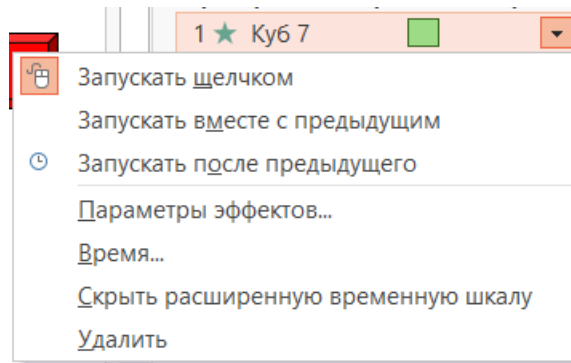 1 Куб 7
Запускать щелчком
Запускать вместе с предыдущим
Запускать после предыдущего
Параметры эффектов...
Время...
Скрыть расширенную временную шкалу
Удалить